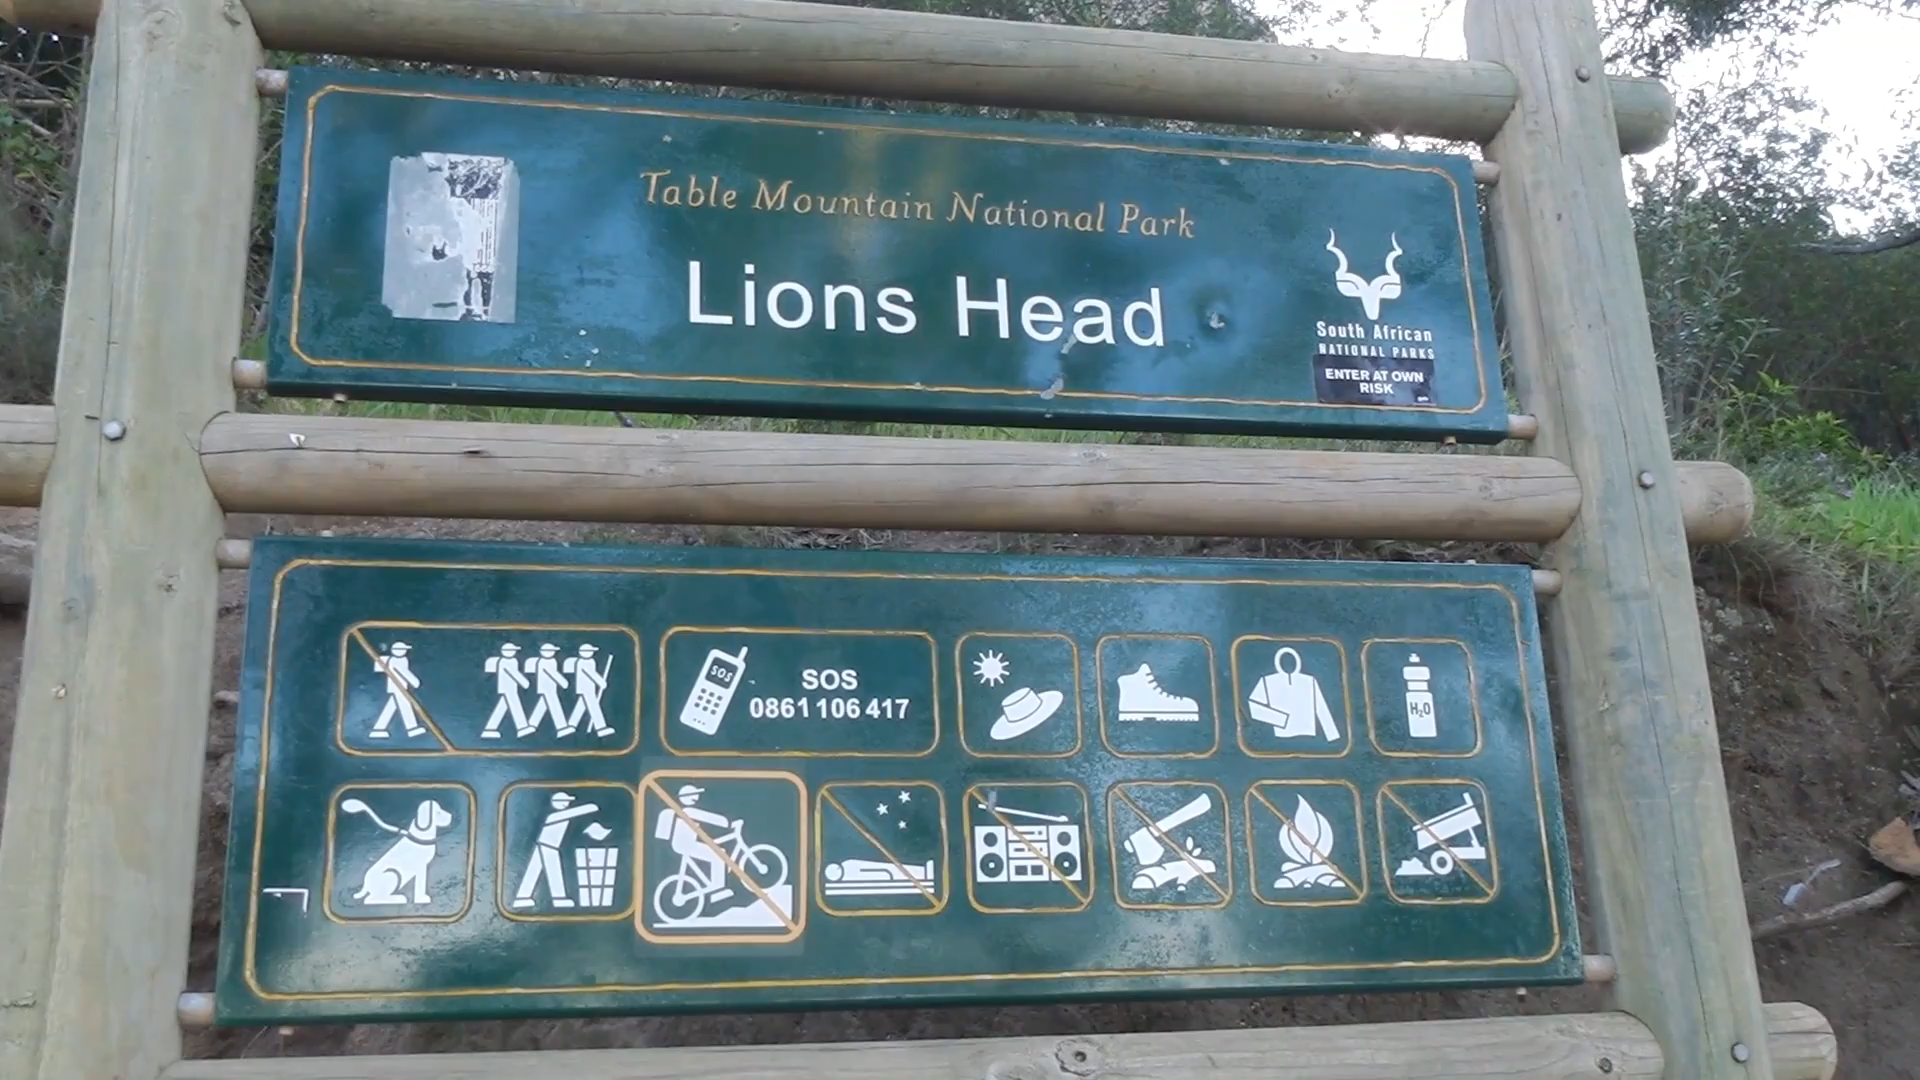 Table Mountain National Park
Lions Head
South African
NATIONAL PARKS
ENTER AT OWN
RISK
SOS
SOS
0861 106 417
H₂O